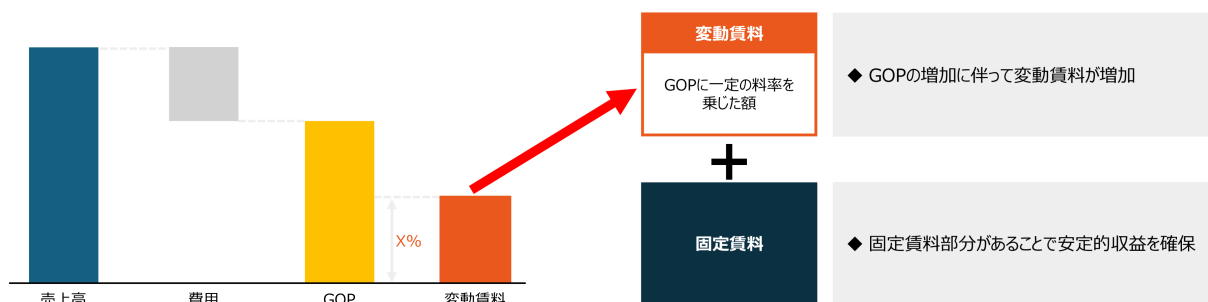 変動賃料
GOPに一定の料率を
乗じた額
◆ GOPの増加に伴って変動賃料が増加
+
固定賃料
◆ 固定賃料部分があることで安定的収益を確保
X%
売上高
費用
GOP
変動賃料